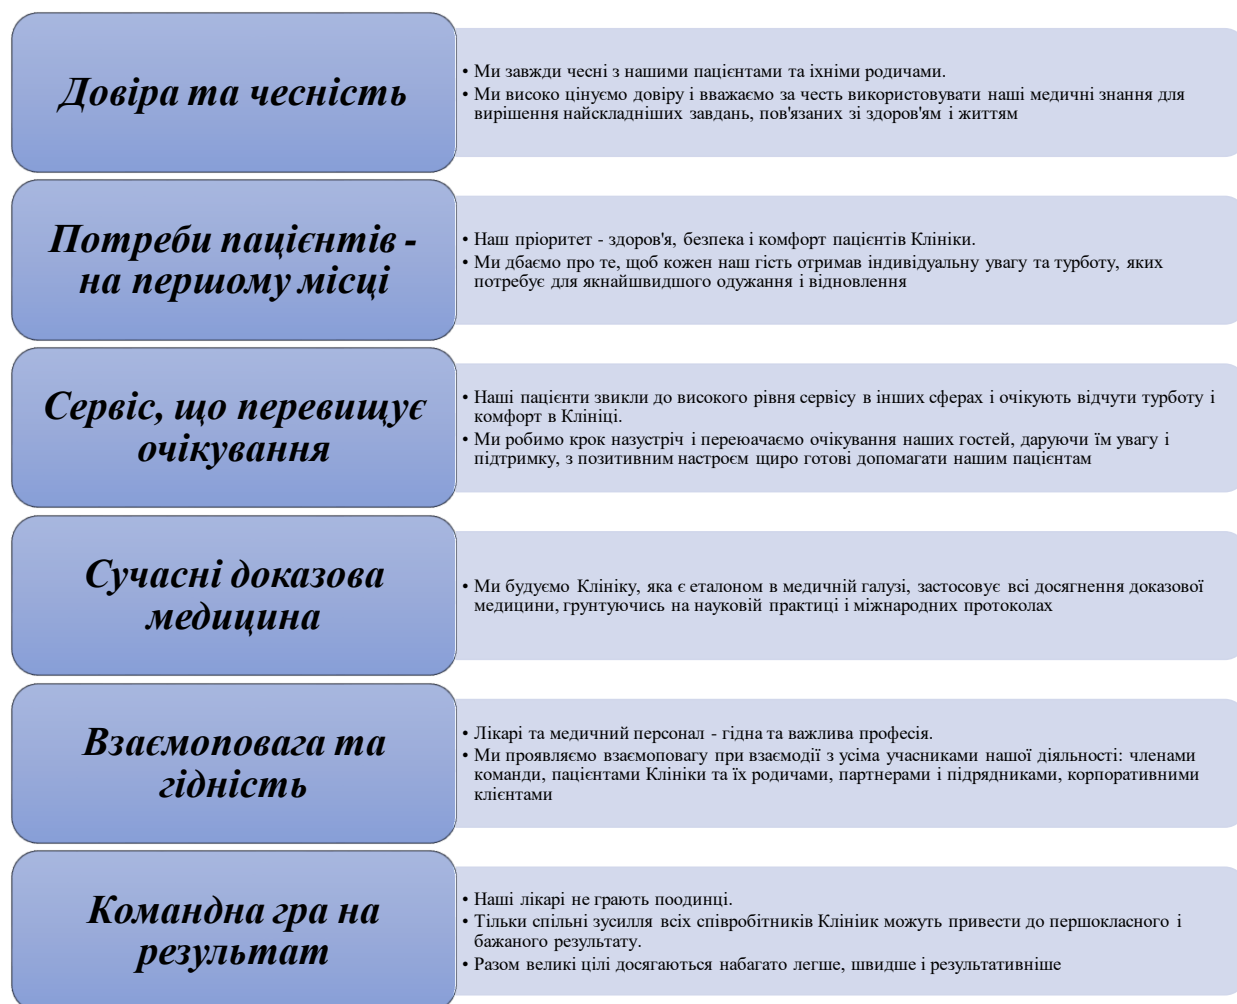 Довіра та чесність
• Ми завжди чесні з нашими пацієнтами та іхніми родичами.
• Ми високо цінуємо довіру і вважаємо за честь використовувати наші медичні знання для
вирішення найскладніших завдань, пов'язаних зі здоров'ям і життям
Потреби пацієнтів -
на першому місці
• Наш пріоритет - здоров'я, безпека і комфорт пацієнтів Клініки.
• Ми дбаємо про те, щоб кожен наш гість отримав індивідуальну увагу та турботу, яких
потребує для якнайшвидшого одужання і відновлення
Сервіс, що перевищує
очікування
• Наші пацієнти звикли до високого рівня сервісу в інших сферах і очікують відчути турботу і
комфорт в Клініці.
• Ми робимо крок назустріч і переюачаємо очікування наших гостей, даруючи їм увагу і
підтримку, з позитивним настроєм щиро готові допомагати нашим пацієнтам
Сучасні доказова
медицина
• Ми будуємо Клініку, яка є еталоном в медичній галузі, застосовує всі досягнення доказової
медицини, грунтуючись на науковій практиці і міжнародних протоколах
Взаємоповага та
гідність
• Лікарі та медичний персонал - гідна та важлива професія.
• Ми проявляємо взаємоповагу при взаємодії з усіма учасниками нашої діяльності: членами
команди, пацієнтами Клініки та їх родичами, партнерами і підрядниками, корпоративними
клієнтами
Командна гра на
результат
• Наші лікарі не грають поодинці.
• Тільки спільні зусилля всіх співробітників Клініик можуть привести до першокласного і
бажаного результату.
• Разом великі цілі досягаються набагато легше, швидше і результативніше